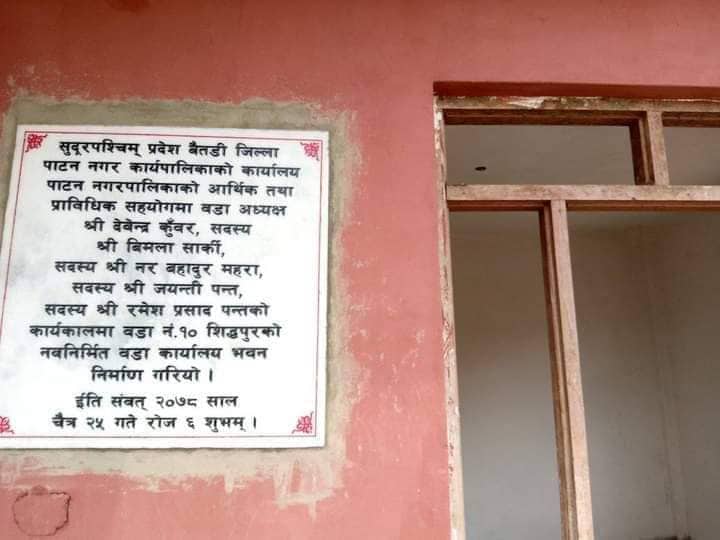 सुदूरपश्चिम् प्रदेश बैतडी जिल्ला
पाटन नगर कार्यपालिकाको कार्यालय
पाटन नगरपालिकाको आर्थिक तथा
प्राविधिक सहयोगमा वडा अध्यक्ष
श्री देवेन्द्र कुँवर, सदस्य
श्री बिमला सार्की,
सदस्य श्री नर बहादुर महरा,
सदस्य श्री जयन्ती पन्त,
सदस्य श्री रमेश प्रसाद पन्तको
कार्यकालमा वडा नं.१० शिद्धपुरको
नवनिर्मित वडा कार्यालय भवन
निर्माण गरियो ।
ईति संवत् २०७८ साल
चैत्र २५ गते रोज ६ शुभम् ।